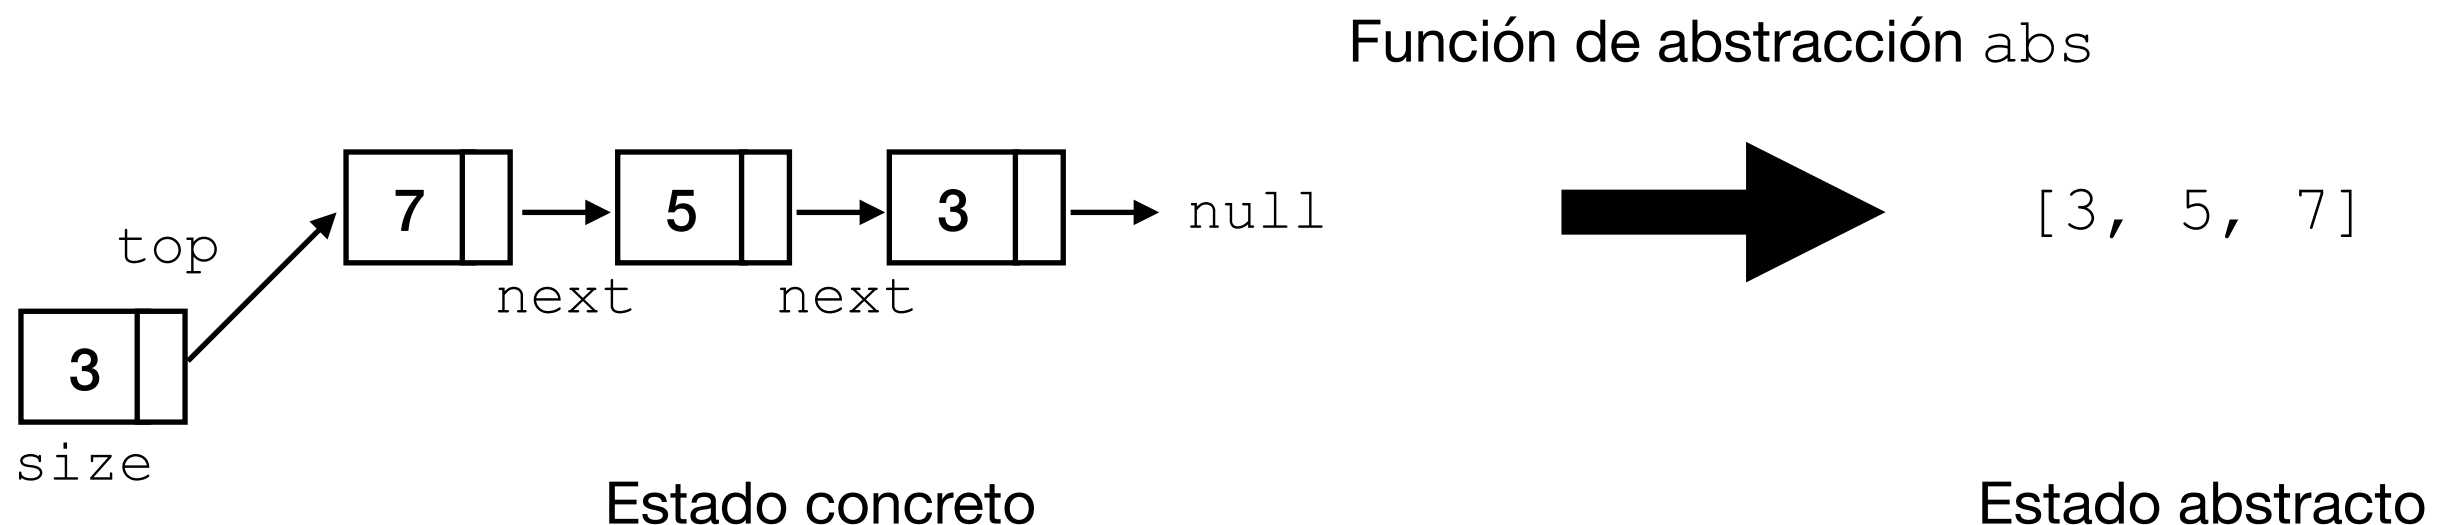 Función de abstracción abs
7 5 3 null [3, 5, 7]
top
next next
3
size
Estado concreto Estado abstracto